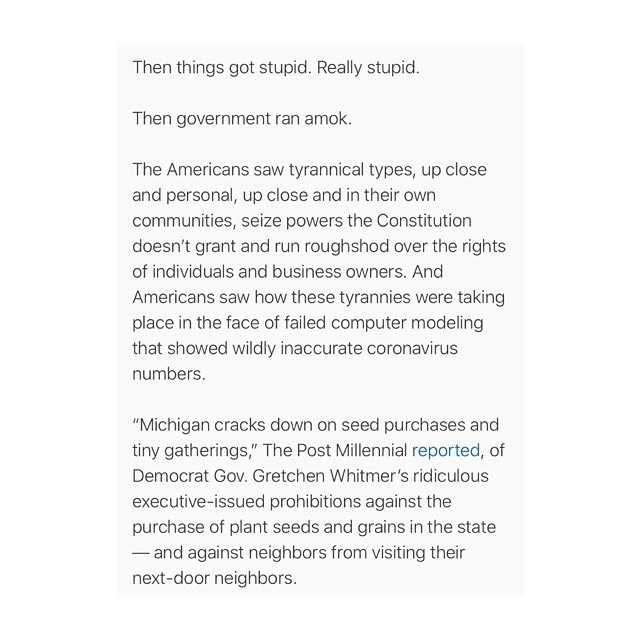 Then things got stupid. Really stupid.
Then government ran amok.
The Americans saw tyrannical types, up close
and personal, up close and in their own
communities, seize powers the Constitution
doesn’t grant and run roughshod over the rights
of individuals and business owners. And
Americans saw how these tyrannies were taking
place in the face of failed computer modeling
that showed wildly inaccurate coronavirus
numbers.
“Michigan cracks down on seed purchases and
tiny gatherings,” The Post Millennial reported, of
Democrat Gov. Gretchen Whitmer’s ridiculous
executive-issued prohibitions against the
purchase of plant seeds and grains in the state
— and against neighbors from visiting their
next-door neighbors.